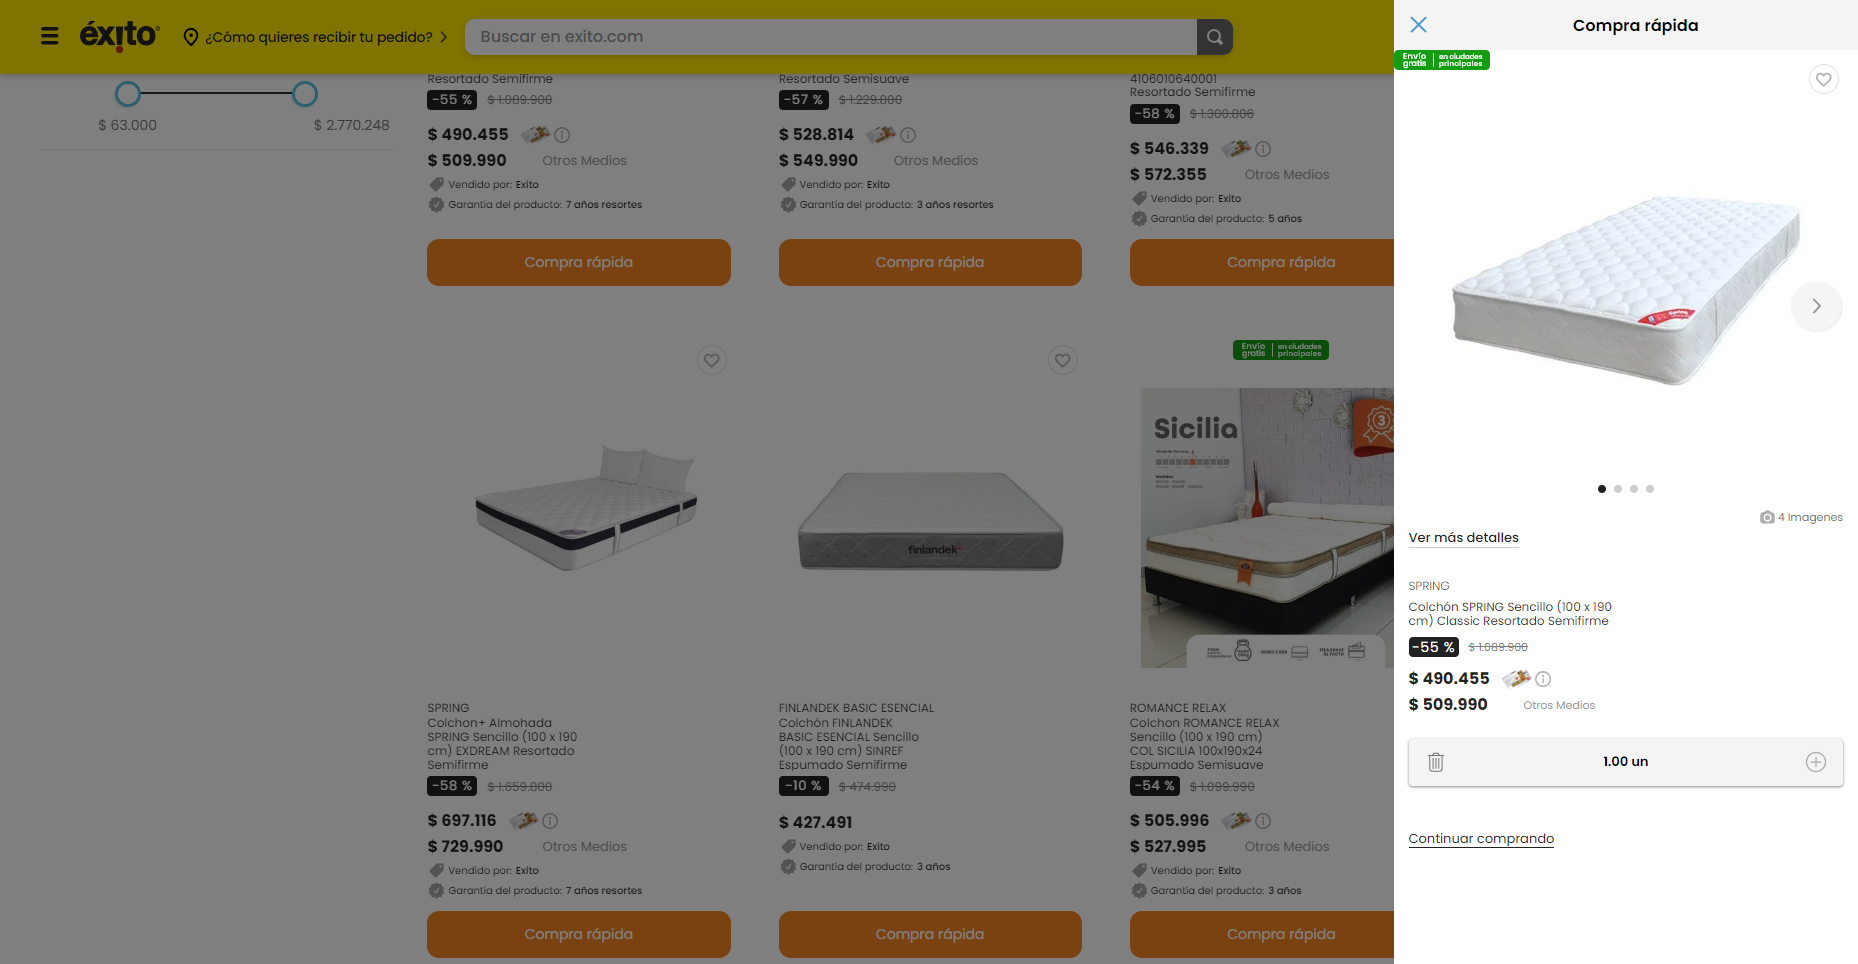 éxito
¿Cómo quieres recibir tu pedido?
Buscar en exito.com
$ 63.000
$ 2.770.248
Resortado Semifirme
-55 % $ 1.089.900
$ 490.455
$ 509.990 Otros Medios
Vendido por: Exito
Garantía del producto: 7 años resortes
Compra rápida
Resortado Semisuave
-57 % $ 1.229.800
$ 528.814
$ 549.990 Otros Medios
Vendido por: Exito
Garantía del producto: 3 años resortes
Compra rápida
4106010640001
Resortado Semifirme
-58 % $ 1.300.806
$ 546.339
$ 572.355 Otros Medios
Vendido por: Exito
Garantía del producto: 5 años
Compra rápida
SPRING
Colchon+ Almohada
SPRING Sencillo (100 x 190
cm) EXDREAM Resortado
Semifirme
-58 % $ 1.659.800
$ 697.116
$ 729.990 Otros Medios
Vendido por: Exito
Garantía del producto: 7 años resortes
Compra rápida
finlandek
FINLANDEK BASIC ESENCIAL
Colchón FINLANDEK
BASIC ESENCIAL Sencillo
(100 x 190 cm) SINREF
Espumado Semifirme
-10 % $ 474.990
$ 427.491
Vendido por: Exito
Garantía del producto: 3 años
Compra rápida
Envío gratis en ciudades principales
Sicilia
3
ROMANCE RELAX
Colchon ROMANCE RELAX
Sencillo (100 x 190 cm)
COL SICILIA 100x190x24
Espumado Semisuave
-54 % $ 1.099.990
$ 505.996
$ 527.995 Otros Medios
Vendido por: Exito
Garantía del producto: 3 años
Compra rápida
Compra rápida
Envío gratis en ciudades principales
Spring
4 Imagenes
Ver más detalles
SPRING
Colchón SPRING Sencillo (100 x 190
cm) Classic Resortado Semifirme
-55 % $ 1.089.900
$ 490.455
$ 509.990 Otros Medios
1.00 un
Continuar comprando